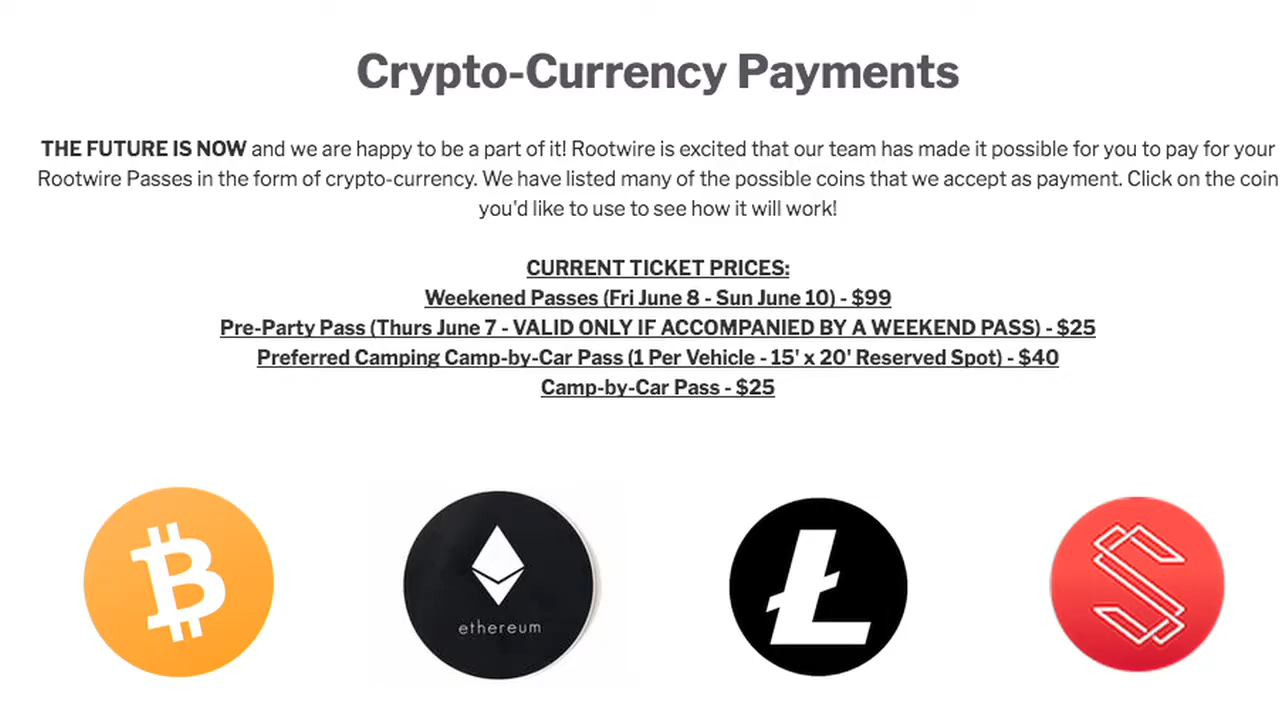 Crypto-Currency Payments
THE FUTURE IS NOW and we are happy to be a part of it! Rootwire is excited that our team has made it possible for you to pay for your
Rootwire Passes in the form of crypto-currency. We have listed many of the possible coins that we accept as payment. Click on the coin
you'd like to use to see how it will work!
CURRENT TICKET PRICES:
Weekened Passes (Fri June 8 - Sun June 10) - $99
Pre-Party Pass (Thurs June 7 - VALID ONLY IF ACCOMPANIED BY A WEEKEND PASS) - $25
Preferred Camping Camp-by-Car Pass (1 Per Vehicle - 15' x 20' Reserved Spot) - $40
Camp-by-Car Pass - $25
ethereum